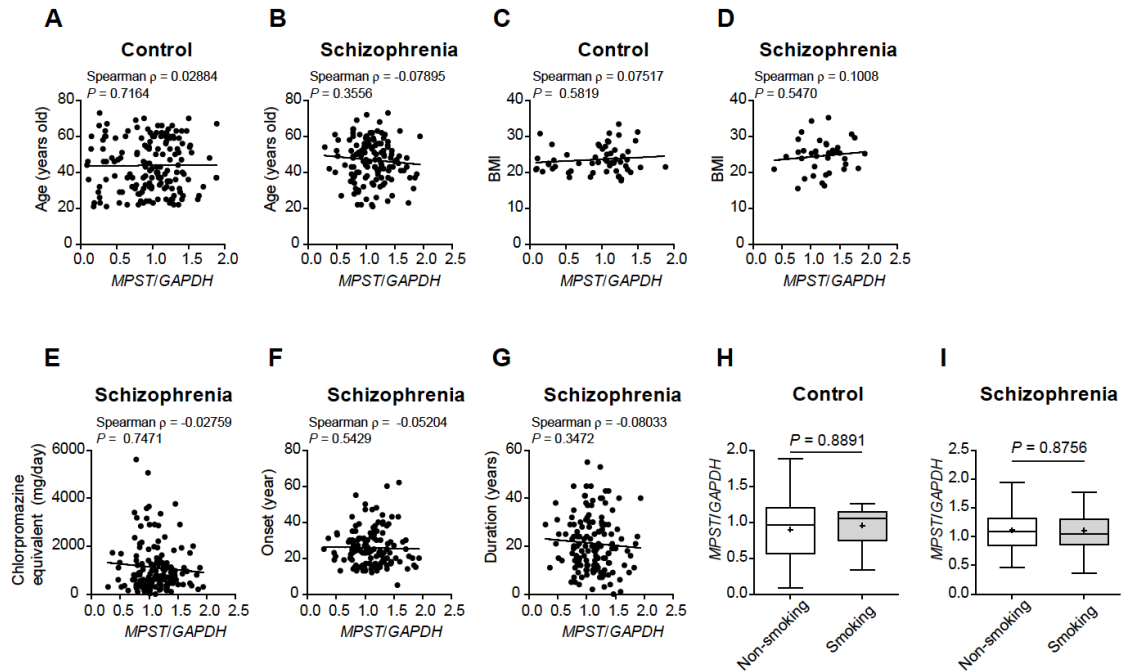 A
Control
Spearman ρ = 0.02884
P = 0.7164
Age (years old)
80
60
40
20
0
0.0 0.5 1.0 1.5 2.0
MPST/GAPDH
B
Schizophrenia
Spearman ρ = -0.07895
P = 0.3556
Age (years old)
80
60
40
20
0
0.0 0.5 1.0 1.5 2.0 2.5
MPST/GAPDH
C
Control
Spearman ρ = 0.07517
P = 0.5819
BMI
40
30
20
10
0
0.0 0.5 1.0 1.5 2.0
MPST/GAPDH
D
Schizophrenia
Spearman ρ = 0.1008
P = 0.5470
BMI
40
30
20
10
0
0.0 0.5 1.0 1.5 2.0 2.5
MPST/GAPDH
E
Schizophrenia
Spearman ρ = -0.02759
P = 0.7471
Chlorpromazine
equivalent (mg/day)
6000
4000
2000
0
0.0 0.5 1.0 1.5 2.0 2.5
MPST/GAPDH
F
Schizophrenia
Spearman ρ = -0.05204
P = 0.5429
Onset (year)
80
60
40
20
0
0.0 0.5 1.0 1.5 2.0 2.5
MPST/GAPDH
G
Schizophrenia
Spearman ρ = -0.08033
P = 0.3472
Duration (years)
60
40
20
0
0.0 0.5 1.0 1.5 2.0 2.5
MPST/GAPDH
H
Control
P = 0.8891
MPST/GAPDH
2.0
1.5
1.0
0.5
0.0
Non-smoking
Smoking
I
Schizophrenia
P = 0.8756
MPST/GAPDH
2.5
2.0
1.5
1.0
0.5
0.0
Non-smoking
Smoking